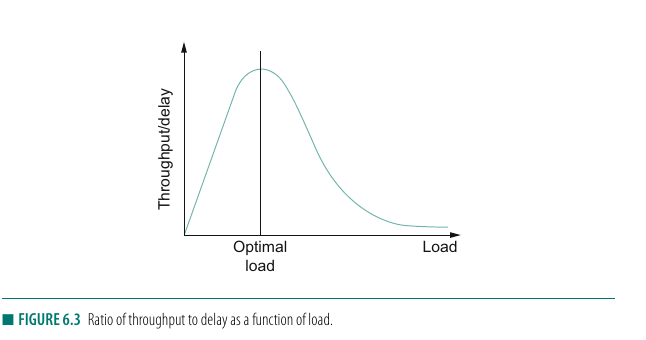 Throughput/delay
Optimal
load
Load
■ FIGURE 6.3 Ratio of throughput to delay as a function of load.